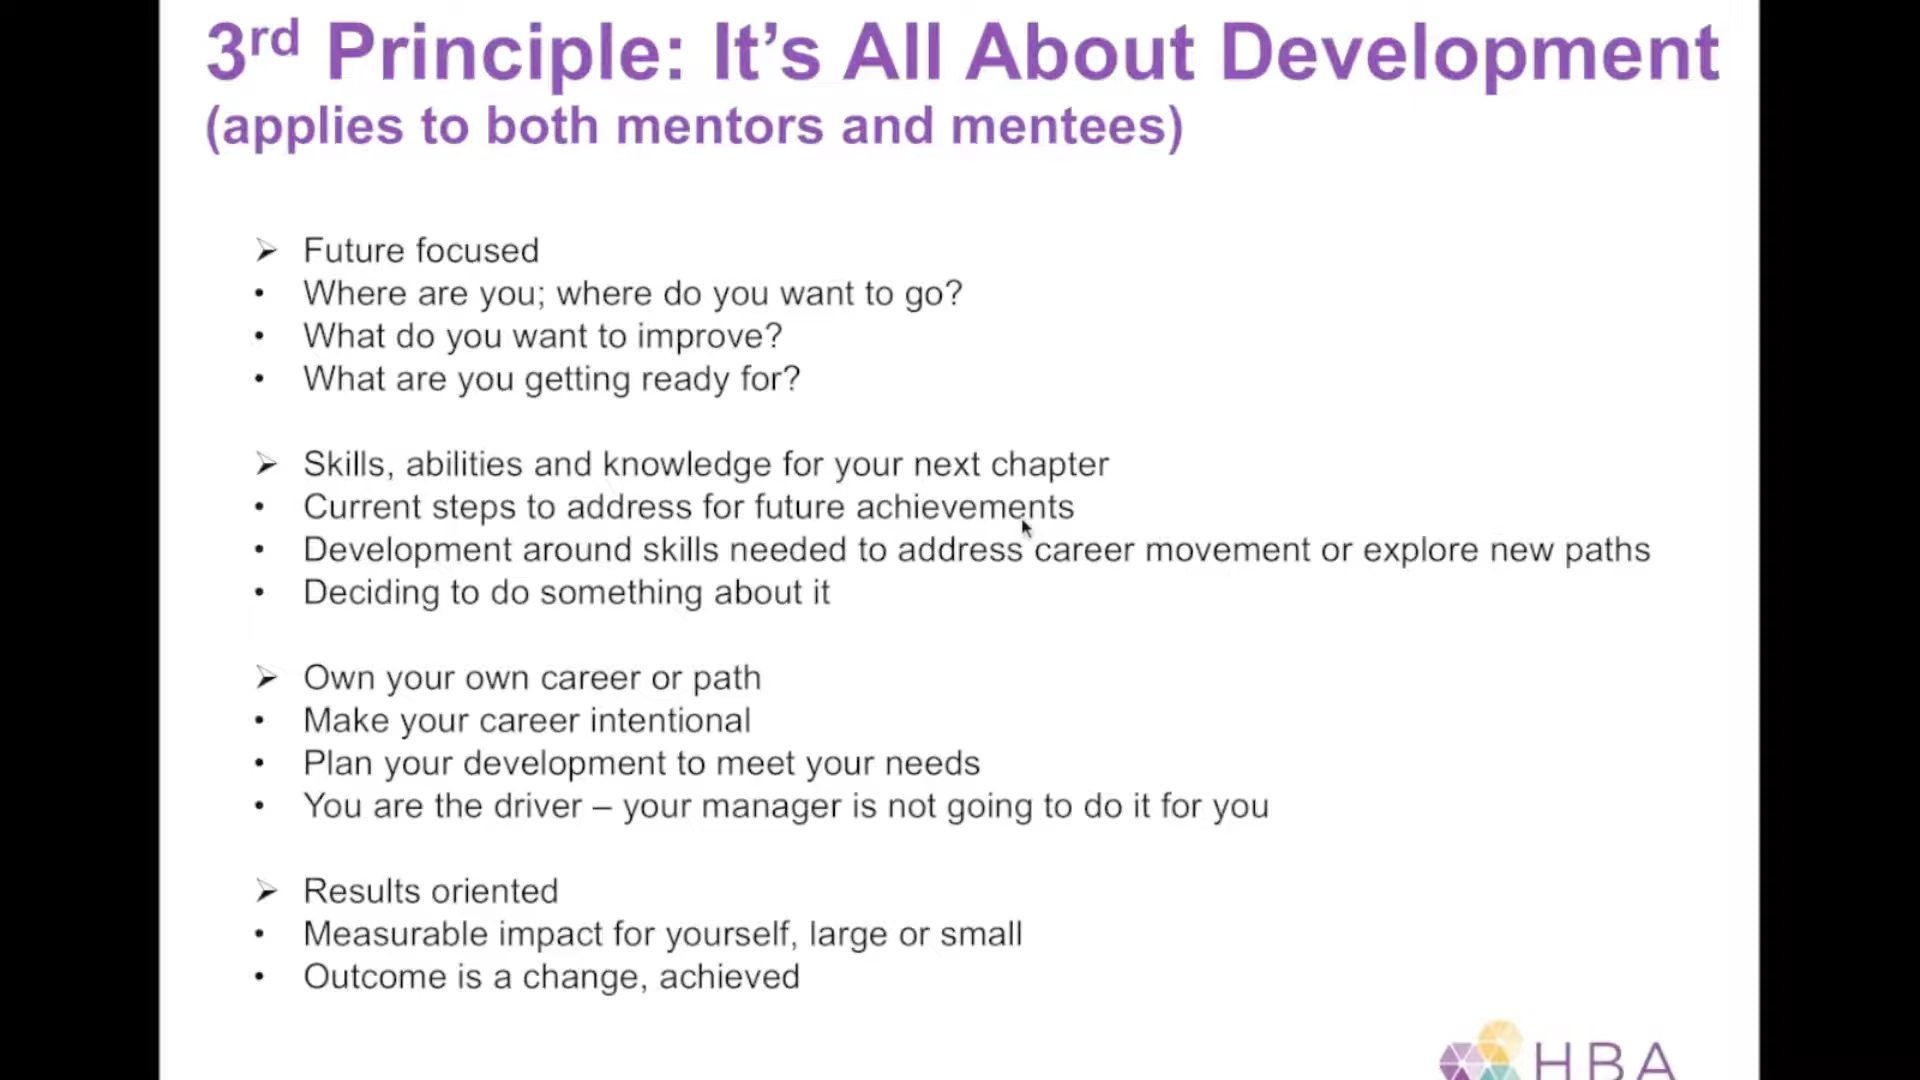 3rd Principle: It’s All About Development
(applies to both mentors and mentees)
➢ Future focused
• Where are you; where do you want to go?
• What do you want to improve?
• What are you getting ready for?
➢ Skills, abilities and knowledge for your next chapter
• Current steps to address for future achievements
• Development around skills needed to address career movement or explore new paths
• Deciding to do something about it
➢ Own your own career or path
• Make your career intentional
• Plan your development to meet your needs
• You are the driver – your manager is not going to do it for you
➢ Results oriented
• Measurable impact for yourself, large or small
• Outcome is a change, achieved
HBA